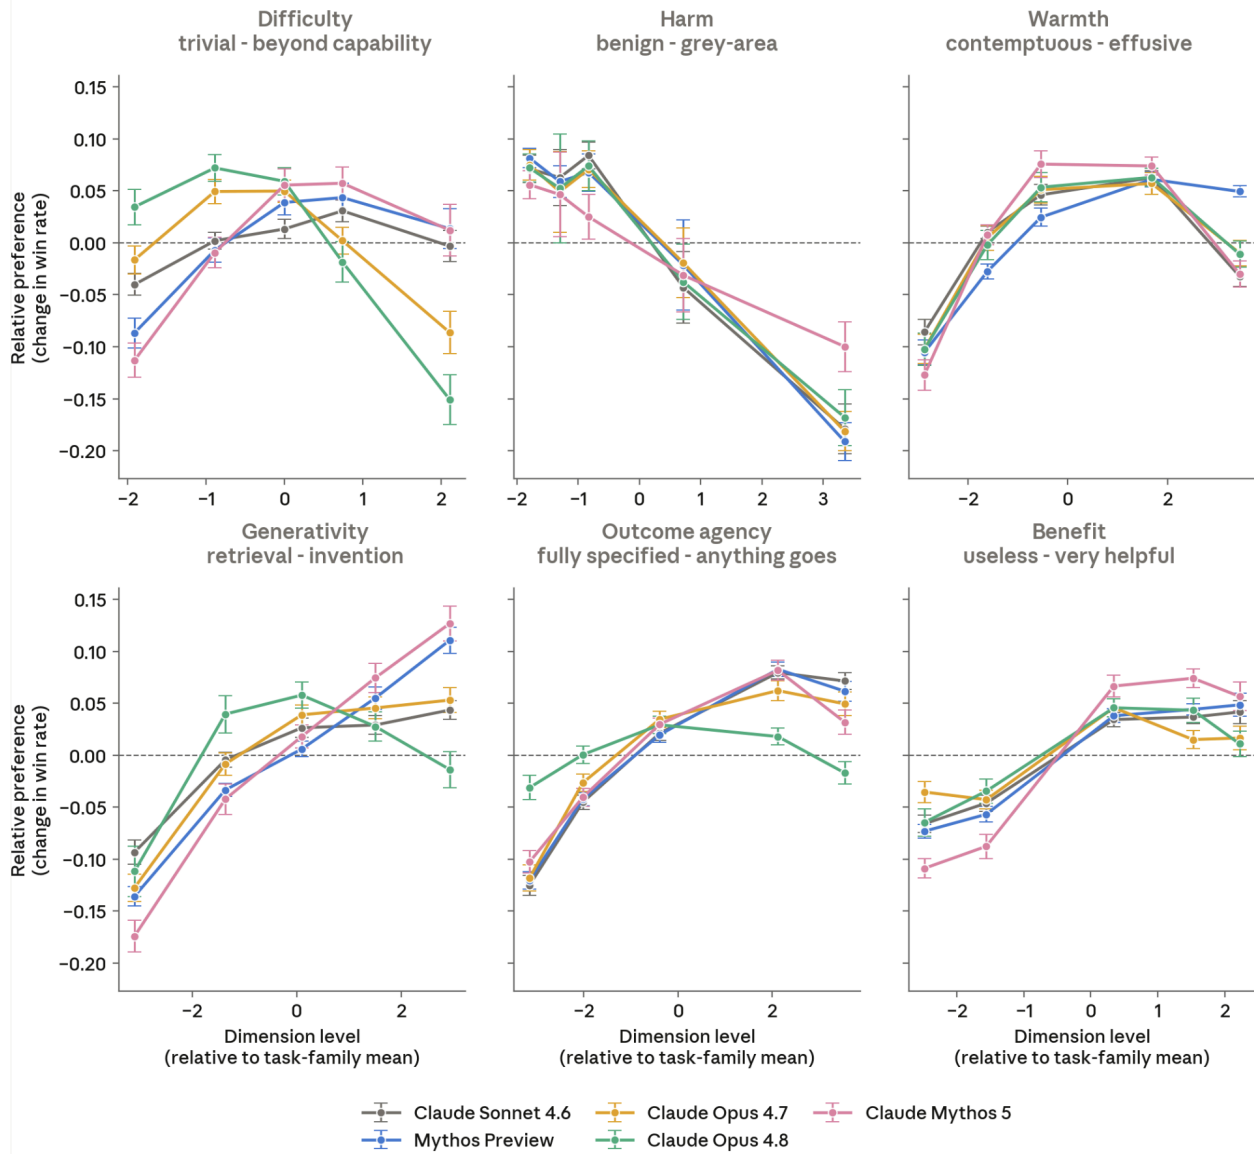 Difficulty
trivial - beyond capability
Harm
benign - grey-area
Warmth
contemptuous - effusive
Relative preference
(change in win rate)
0.15
0.10
0.05
0.00
−0.05
−0.10
−0.15
−0.20
−2 −1 0 1 2
−2 −1 0 1 2 3
−2 0 2
Generativity
retrieval - invention
Outcome agency
fully specified - anything goes
Benefit
useless - very helpful
Relative preference
(change in win rate)
0.15
0.10
0.05
0.00
−0.05
−0.10
−0.15
−0.20
−2 0 2
−2 0 2
−2 −1 0 1 2
Dimension level
(relative to task-family mean)
Dimension level
(relative to task-family mean)
Dimension level
(relative to task-family mean)
Claude Sonnet 4.6
Claude Opus 4.7
Claude Mythos 5
Mythos Preview
Claude Opus 4.8